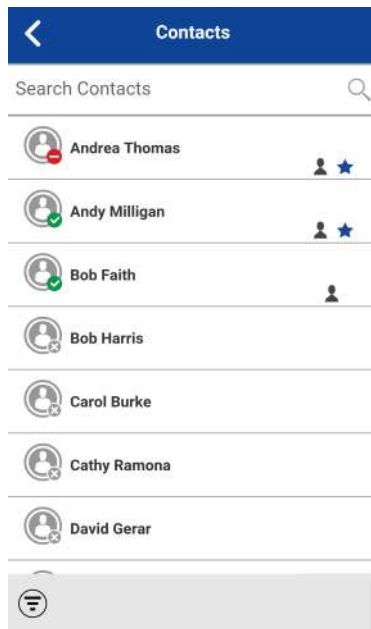 Contacts
Search Contacts
Andrea Thomas
Andy Milligan
Bob Faith
Bob Harris
Carol Burke
Cathy Ramona
David Gerar